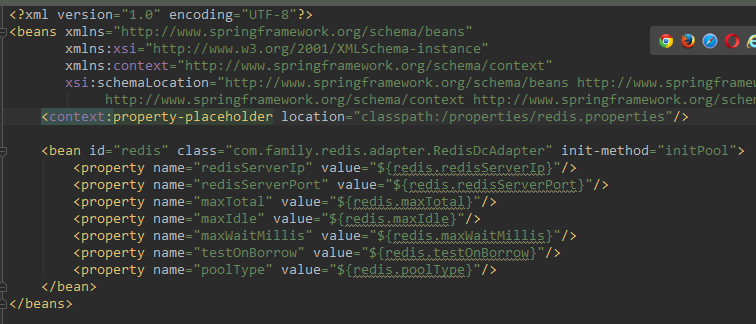 <?xml version="1.0" encoding="UTF-8"?>
<beans xmlns="http://www.springframework.org/schema/beans"
xmlns:xsi="http://www.w3.org/2001/XMLSchema-instance"
xmlns:context="http://www.springframework.org/schema/context"
xsi:schemaLocation="http://www.springframework.org/schema/beans http://www.springfram
http://www.springframework.org/schema/context http://www.springframework.org/schem
<context:property-placeholder location="classpath:/properties/redis.properties"/>
<bean id="redis" class="com.family.redis.adapter.RedisDcAdapter" init-method="initPool">
<property name="redisServerIp" value="${redis.redisServerIp}"/>
<property name="redisServerPort" value="${redis.redisServerPort}"/>
<property name="maxTotal" value="${redis.maxTotal}"/>
<property name="maxIdle" value="${redis.maxIdle}"/>
<property name="maxWaitMillis" value="${redis.maxWaitMillis}"/>
<property name="testOnBorrow" value="${redis.testOnBorrow}"/>
<property name="poolType" value="${redis.poolType}"/>
</bean>
</beans>